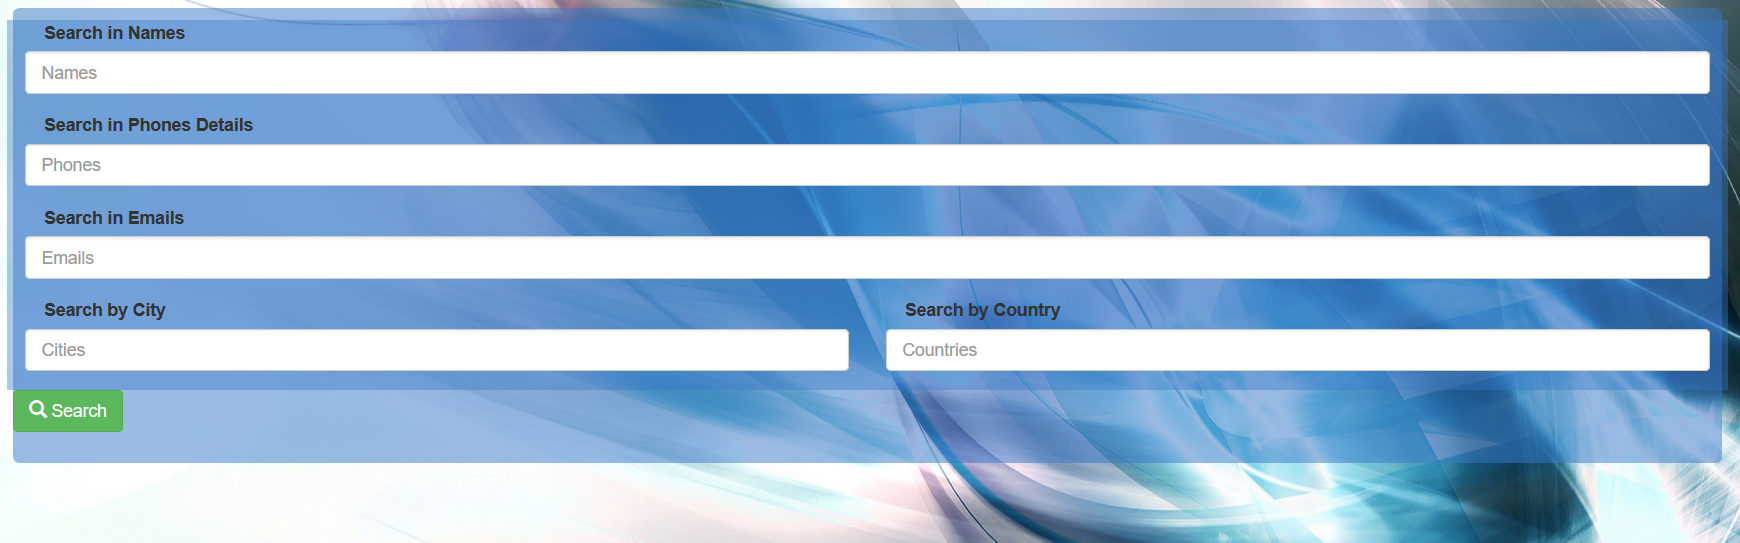 Search in Names
Names
Search in Phones Details
Phones
Search in Emails
Emails
Search by City
Search by Country
Cities
Countries
Search